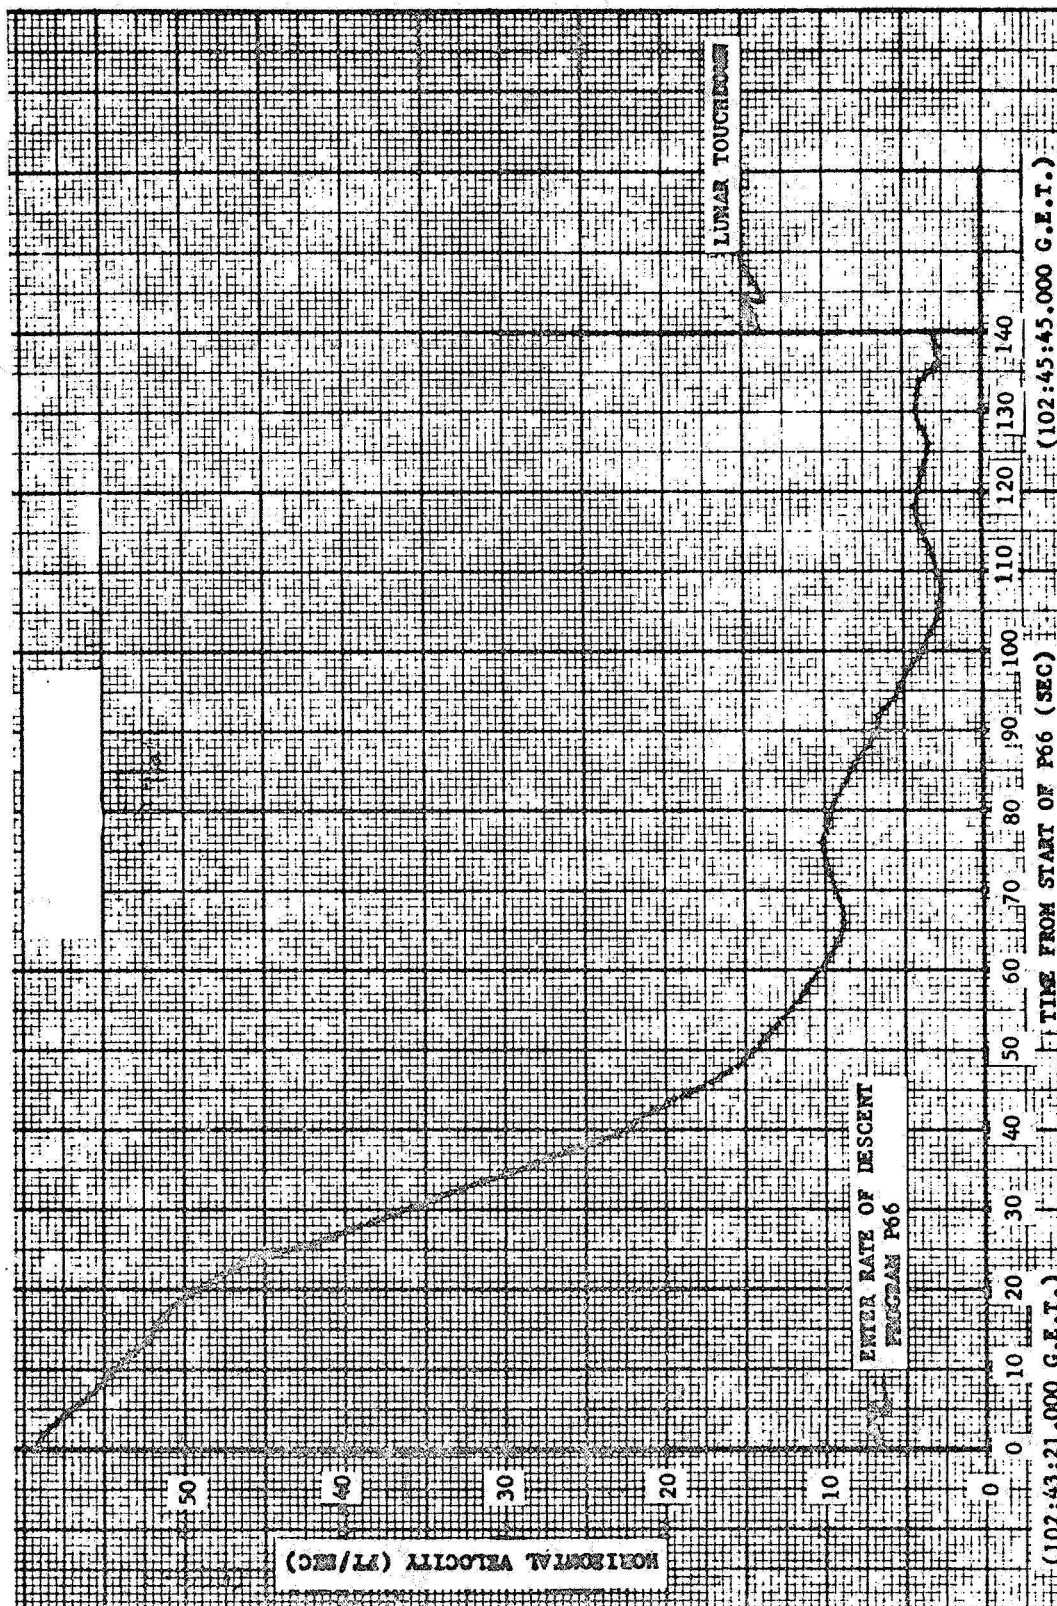 HORIZONTAL VELOCITY (FT/SEC)
50
40
30
20
10
0
ENTER RATE OF DESCENT
PROGRAM P66
LUNAR TOUCHDOWN
0 10 20 30 40 50 60 70 80 90 100 110 120 130 140
(102:43:21.000 G.E.T.) TIME FROM START OF P66 (SEC) (102:45:45.000 G.E.T.)